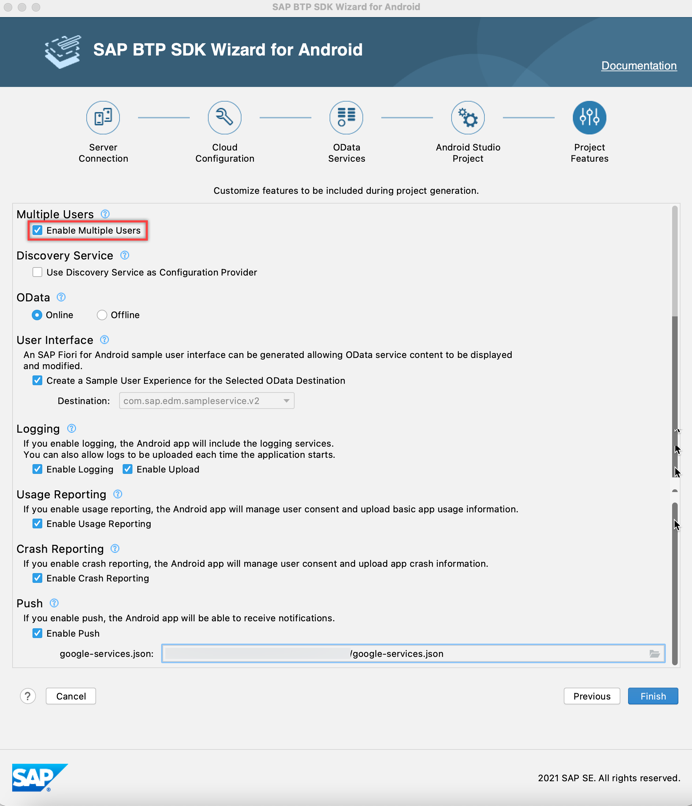 SAP BTP SDK Wizard for Android
SAP BTP SDK Wizard for Android
Documentation
Server
Connection
Cloud
Configuration
OData
Services
Android Studio
Project
Project
Features
Customize features to be included during project generation.
Multiple Users ?
Enable Multiple Users
Discovery Service ?
Use Discovery Service as Configuration Provider
OData ?
Online Offline
User Interface ?
An SAP Fiori for Android sample user interface can be generated allowing OData service content to be displayed
and modified.
Create a Sample User Experience for the Selected OData Destination
Destination: com.sap.edm.sampleservice.v2
Logging ?
If you enable logging, the Android app will include the logging services.
You can also allow logs to be uploaded each time the application starts.
Enable Logging Enable Upload
Usage Reporting ?
If you enable usage reporting, the Android app will manage user consent and upload basic app usage information.
Enable Usage Reporting
Crash Reporting ?
If you enable crash reporting, the Android app will manage user consent and upload app crash information.
Enable Crash Reporting
Push ?
If you enable push, the Android app will be able to receive notifications.
Enable Push
google-services.json: /google-services.json
? Cancel Previous Finish
SAP 2021 SAP SE. All rights reserved.